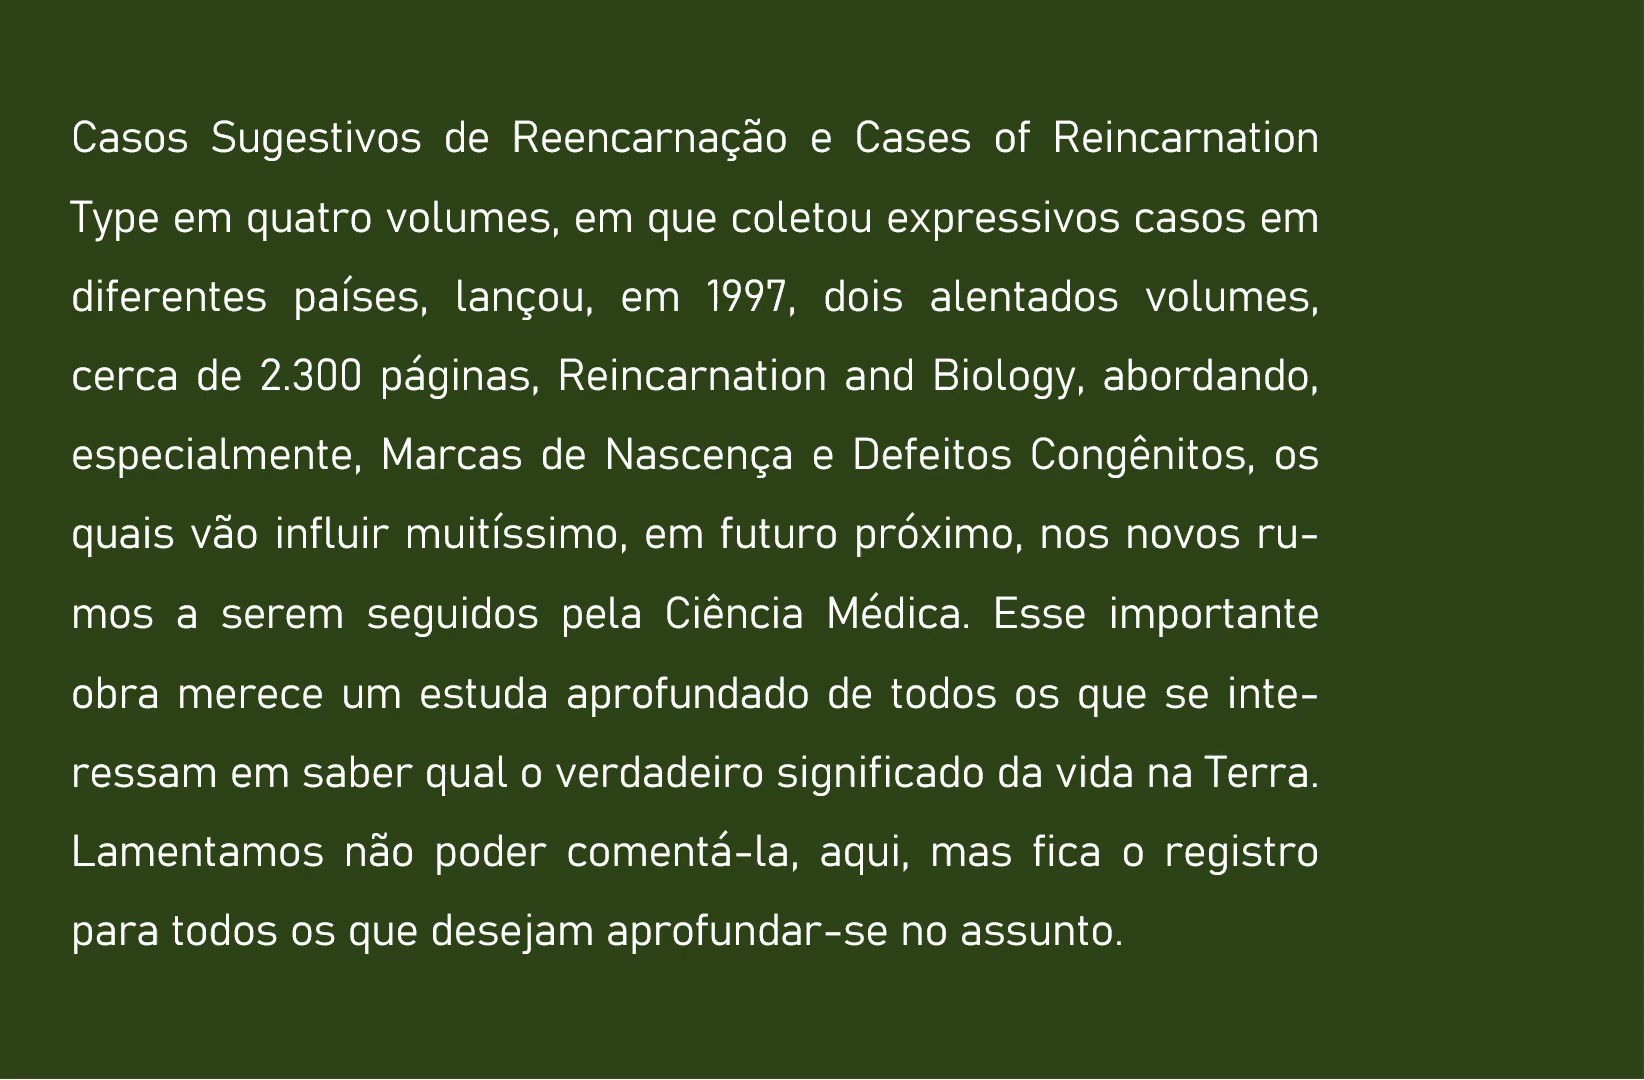 Casos Sugestivos de Reencarnação e Cases of Reincarnation
Type em quatro volumes, em que coletou expressivos casos em
diferentes países, lançou, em 1997, dois alentados volumes,
cerca de 2.300 páginas, Reincarnation and Biology, abordando,
especialmente, Marcas de Nascença e Defeitos Congênitos, os
quais vão influir muitíssimo, em futuro próximo, nos novos ru-
mos a serem seguidos pela Ciência Médica. Esse importante
obra merece um estuda aprofundado de todos os que se inte-
ressam em saber qual o verdadeiro significado da vida na Terra.
Lamentamos não poder comentá-la, aqui, mas fica o registro
para todos os que desejam aprofundar-se no assunto.